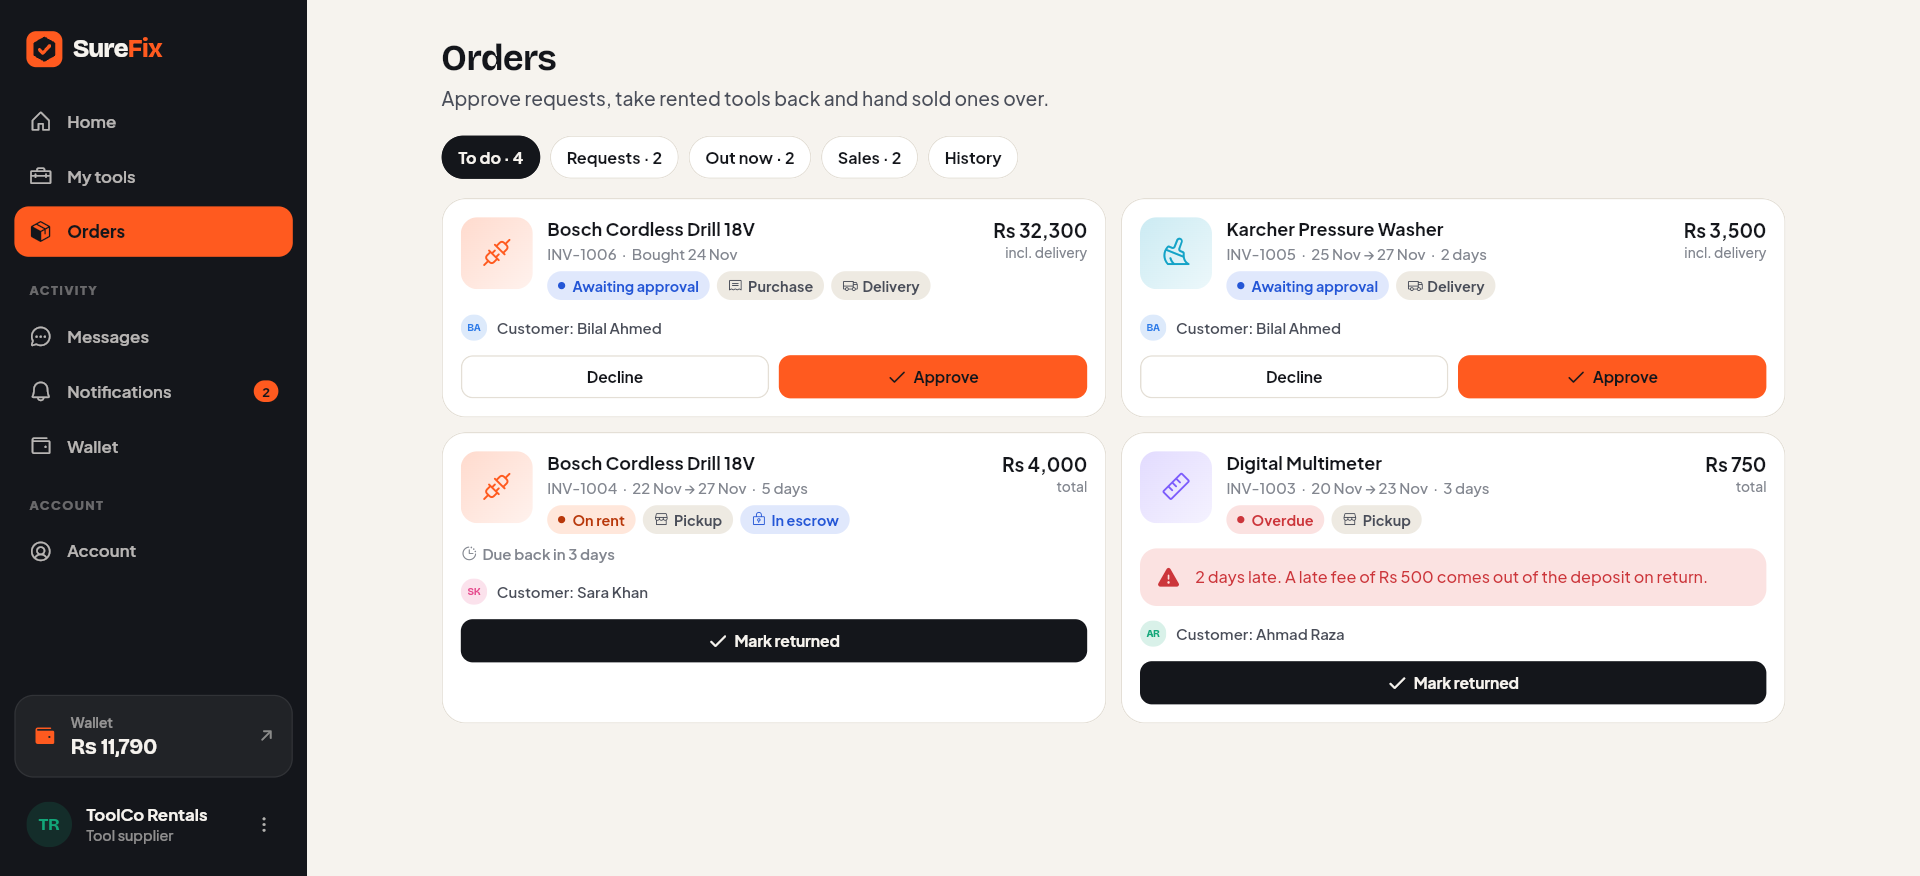 SureFix
Home
My tools
Orders
ACTIVITY
Messages
Notifications 2
Wallet
ACCOUNT
Account
Wallet
Rs 11,790
TR
ToolCo Rentals
Tool supplier
Orders
Approve requests, take rented tools back and hand sold ones over.
To do · 4
Requests · 2
Out now · 2
Sales · 2
History
Bosch Cordless Drill 18V
Rs 32,300
INV-1006 · Bought 24 Nov
incl. delivery
Awaiting approval
Purchase
Delivery
BA
Customer: Bilal Ahmed
Decline
Approve
Karcher Pressure Washer
Rs 3,500
INV-1005 · 25 Nov → 27 Nov · 2 days
incl. delivery
Awaiting approval
Delivery
BA
Customer: Bilal Ahmed
Decline
Approve
Bosch Cordless Drill 18V
Rs 4,000
INV-1004 · 22 Nov → 27 Nov · 5 days
total
On rent
Pickup
In escrow
Due back in 3 days
SK
Customer: Sara Khan
Mark returned
Digital Multimeter
Rs 750
INV-1003 · 20 Nov → 23 Nov · 3 days
total
Overdue
Pickup
2 days late. A late fee of Rs 500 comes out of the deposit on return.
AR
Customer: Ahmad Raza
Mark returned